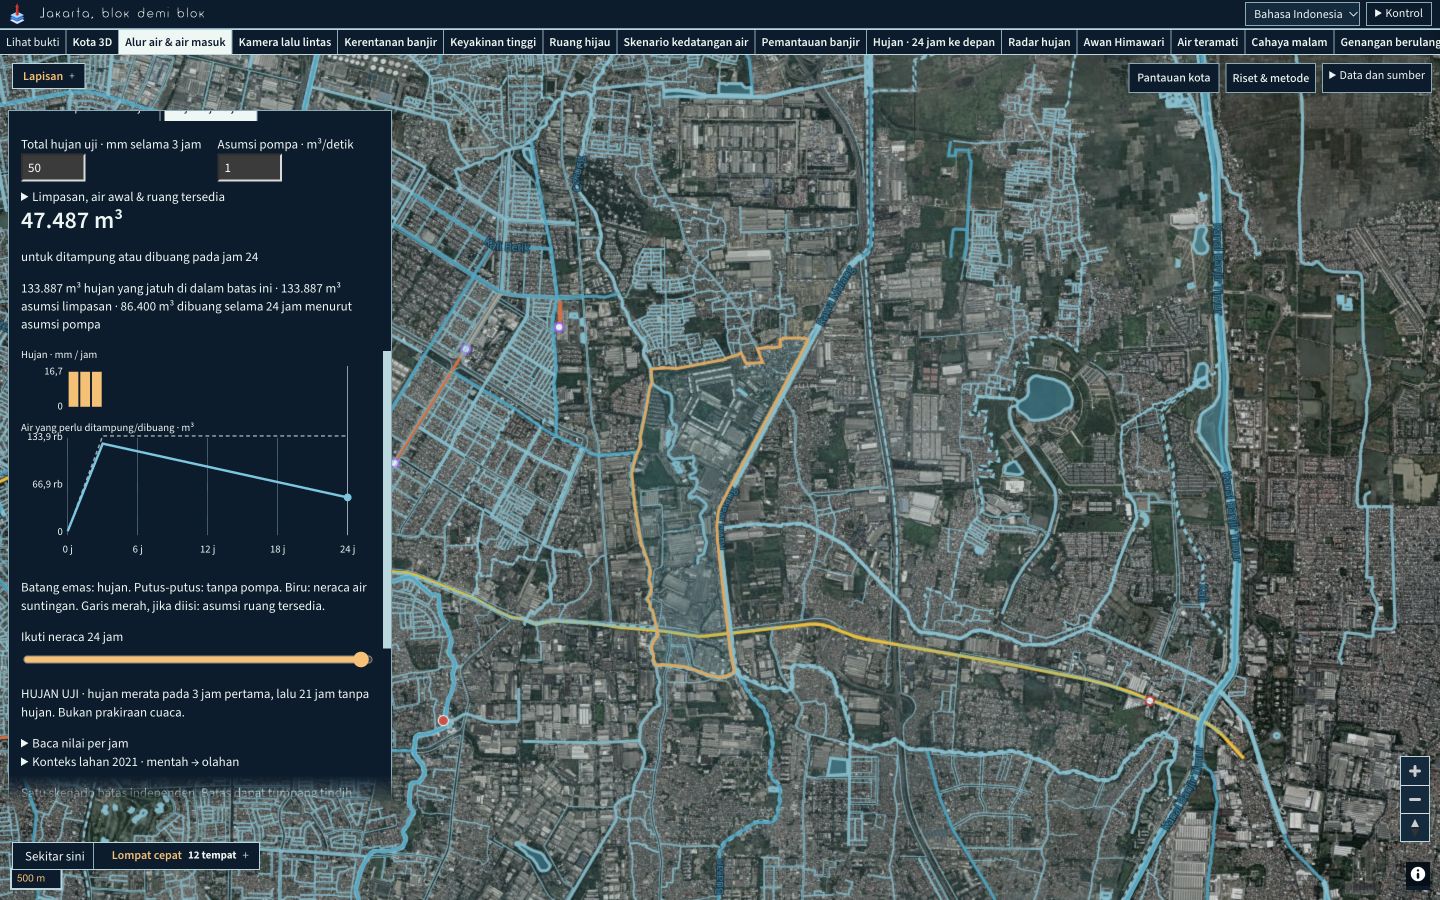 Jakarta, blok demi blok
Bahasa Indonesia
Kontrol
Lihat bukti
Kota 3D
Alur air & air masuk
Kamera lalu lintas
Kerentanan banjir
Keyakinan tinggi
Ruang hijau
Skenario kedatangan air
Pemantauan banjir
Hujan · 24 jam ke depan
Radar hujan
Awan Himawari
Air teramati
Cahaya malam
Genangan berulang
Lapisan +
Pantauan kota
Riset & metode
Data dan sumber
Total hujan uji · mm selama 3 jam
Asumsi pompa · m³/detik
50
1
Limpasan, air awal & ruang tersedia
47.487 m³
untuk ditampung atau dibuang pada jam 24
133.887 m³ hujan yang jatuh di dalam batas ini · 133.887 m³
asumsi limpasan · 86.400 m³ dibuang selama 24 jam menurut
asumsi pompa
Hujan · mm / jam
16,7
0
Air yang perlu ditampung/dibuang · m³
133,9 rb
66,9 rb
0
0 j
6 j
12 j
18 j
24 j
Batang emas: hujan. Putus-putus: tanpa pompa. Biru: neraca air
suntingan. Garis merah, jika diisi: asumsi ruang tersedia.
Ikuti neraca 24 jam
HUJAN UJI · hujan merata pada 3 jam pertama, lalu 21 jam tanpa
hujan. Bukan prakiraan cuaca.
Baca nilai per jam
Konteks lahan 2021 · mentah → olahan
Satu skenario batas independen. Batas dapat tumpang tindih
Sekitar sini
Lompat cepat 12 tempat +
500 m